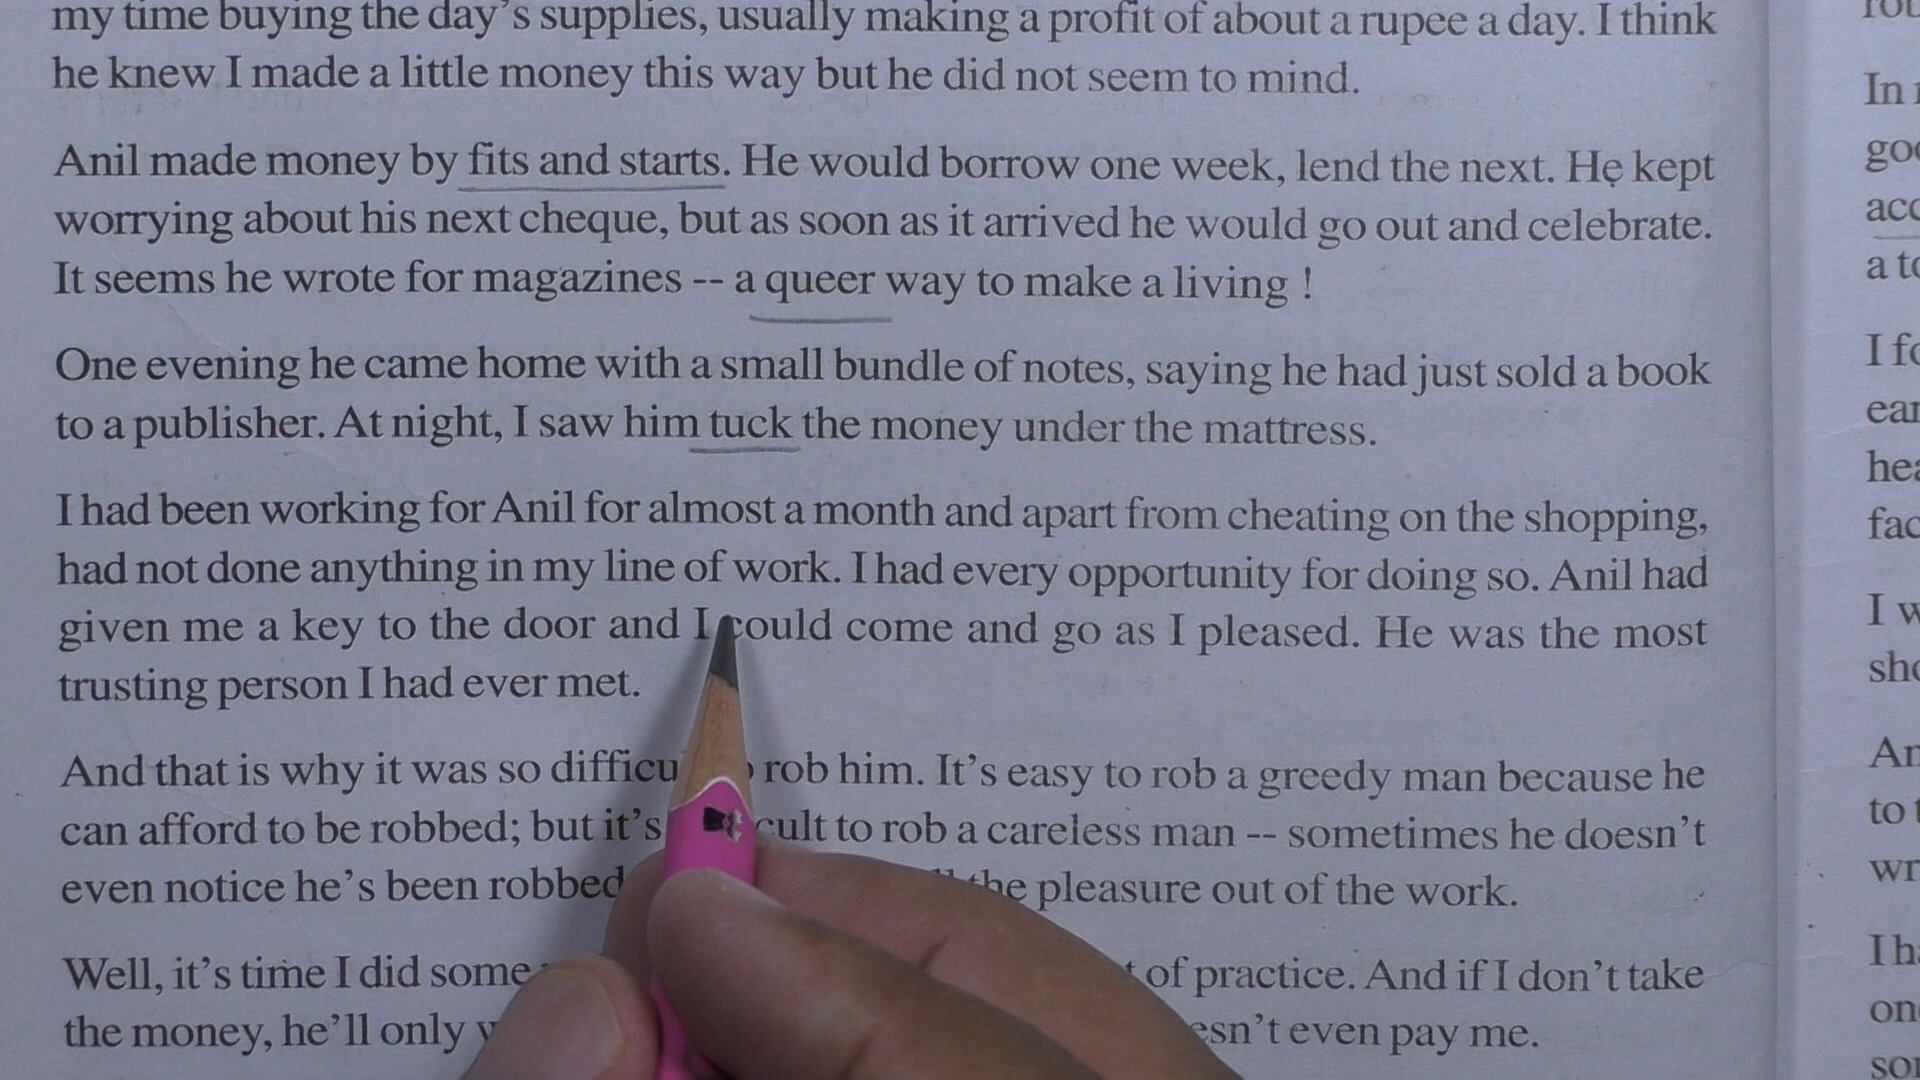 my time buying the day's supplies, usually making a profit of about a rupee a day. I think
he knew I made a little money this way but he did not seem to mind.
Anil made money by fits and starts. He would borrow one week, lend the next. He kept
worrying about his next cheque, but as soon as it arrived he would go out and celebrate.
It seems he wrote for magazines -- a queer way to make a living !
One evening he came home with a small bundle of notes, saying he had just sold a book
to a publisher. At night, I saw him tuck the money under the mattress.
I had been working for Anil for almost a month and apart from cheating on the shopping,
had not done anything in my line of work. I had every opportunity for doing so. Anil had
given me a key to the door and I could come and go as I pleased. He was the most
trusting person I had ever met.
And that is why it was so rob him. It's easy to rob a greedy man because he
can afford to be robbed; but it's to rob a careless man -- sometimes he doesn't
even notice he's been robbed the pleasure out of the work.
Well, it's time I did some of practice. And if I don't take
the money, he'll only even pay me.
In
a
I
I
I